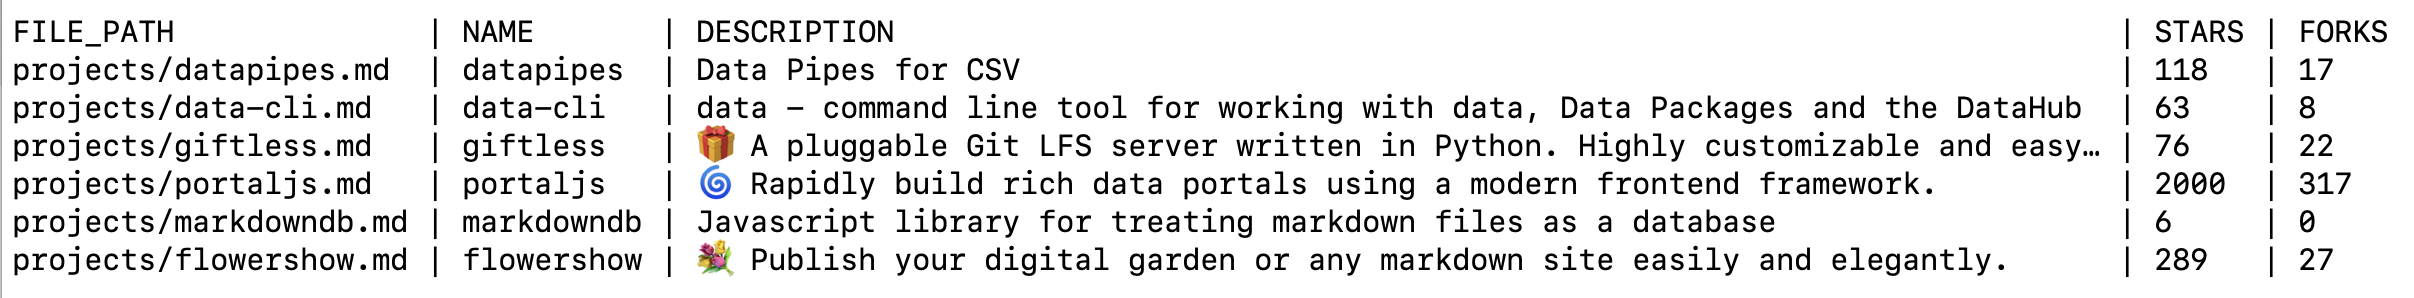 FILE_PATH | NAME | DESCRIPTION | STARS | FORKS
projects/datapipes.md | datapipes | Data Pipes for CSV | 118 | 17
projects/data-cli.md | data-cli | data - command line tool for working with data, Data Packages and the DataHub | 63 | 8
projects/giftless.md | giftless | 🎁 A pluggable Git LFS server written in Python. Highly customizable and easy… | 76 | 22
projects/portaljs.md | portaljs | 🌀 Rapidly build rich data portals using a modern frontend framework. | 2000 | 317
projects/markdowndb.md | markdowndb | Javascript library for treating markdown files as a database | 6 | 0
projects/flowershow.md | flowershow | 💐 Publish your digital garden or any markdown site easily and elegantly. | 289 | 27